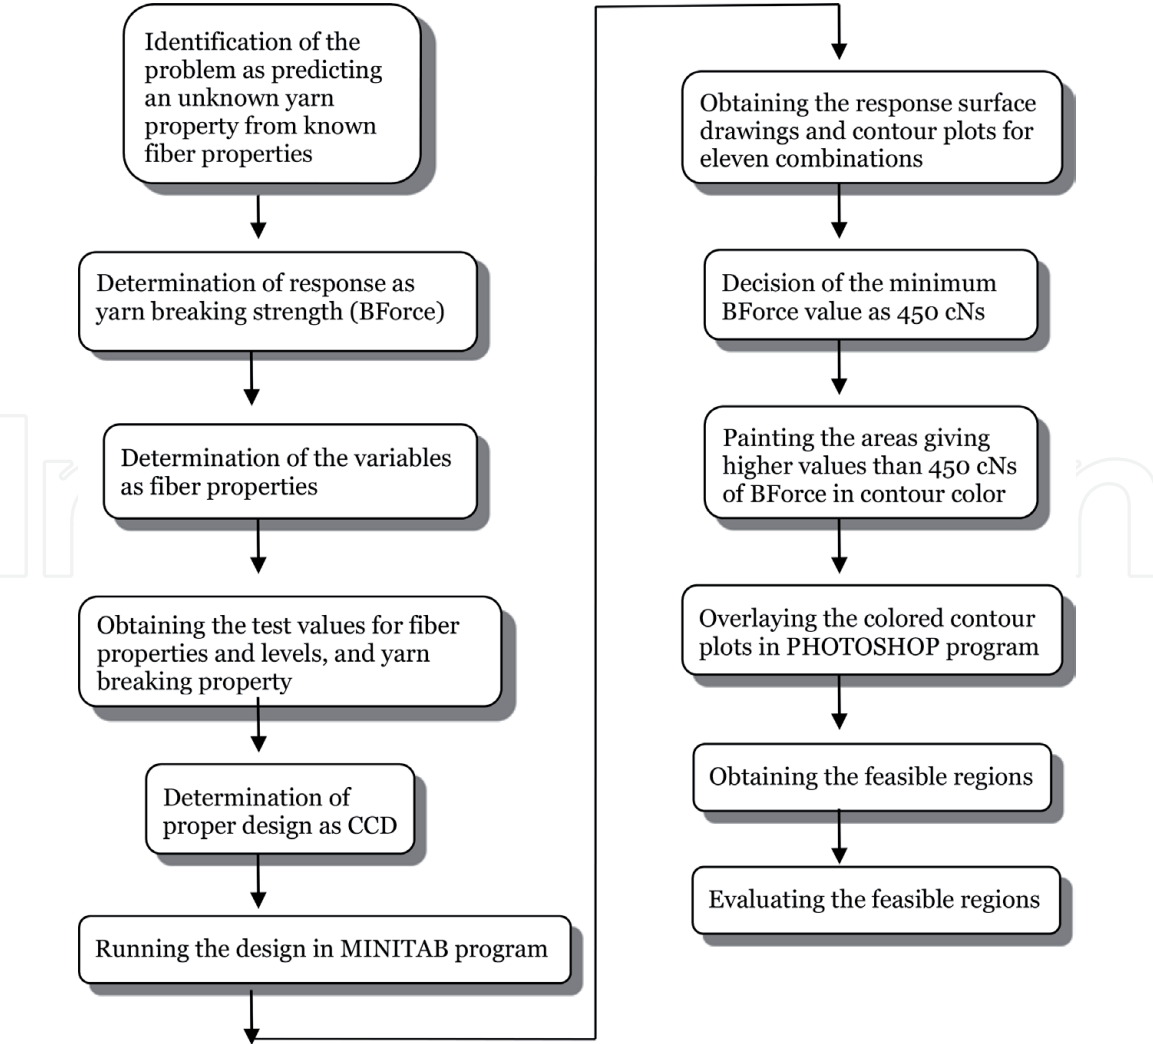 Identification of the
problem as predicting
an unknown yarn
property from known
fiber properties
Determination of response as
yarn breaking strength (BForce)
Determination of the variables
as fiber properties
Obtaining the test values for fiber
properties and levels, and yarn
breaking property
Determination of
proper design as CCD
Running the design in MINITAB program
Obtaining the response surface
drawings and contour plots for
eleven combinations
Decision of the minimum
BForce value as 450 cNs
Painting the areas giving
higher values than 450 cNs
of BForce in contour color
Overlaying the colored contour
plots in PHOTOSHOP program
Obtaining the feasible regions
Evaluating the feasible regions